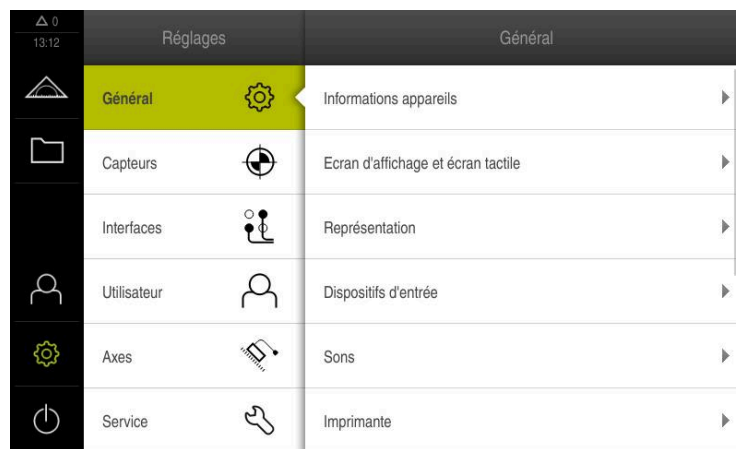 0
13:12
Réglages
Général
Général
Capteurs
Interfaces
Utilisateur
Axes
Service
Informations appareils
Ecran d'affichage et écran tactile
Représentation
Dispositifs d'entrée
Sons
Imprimante